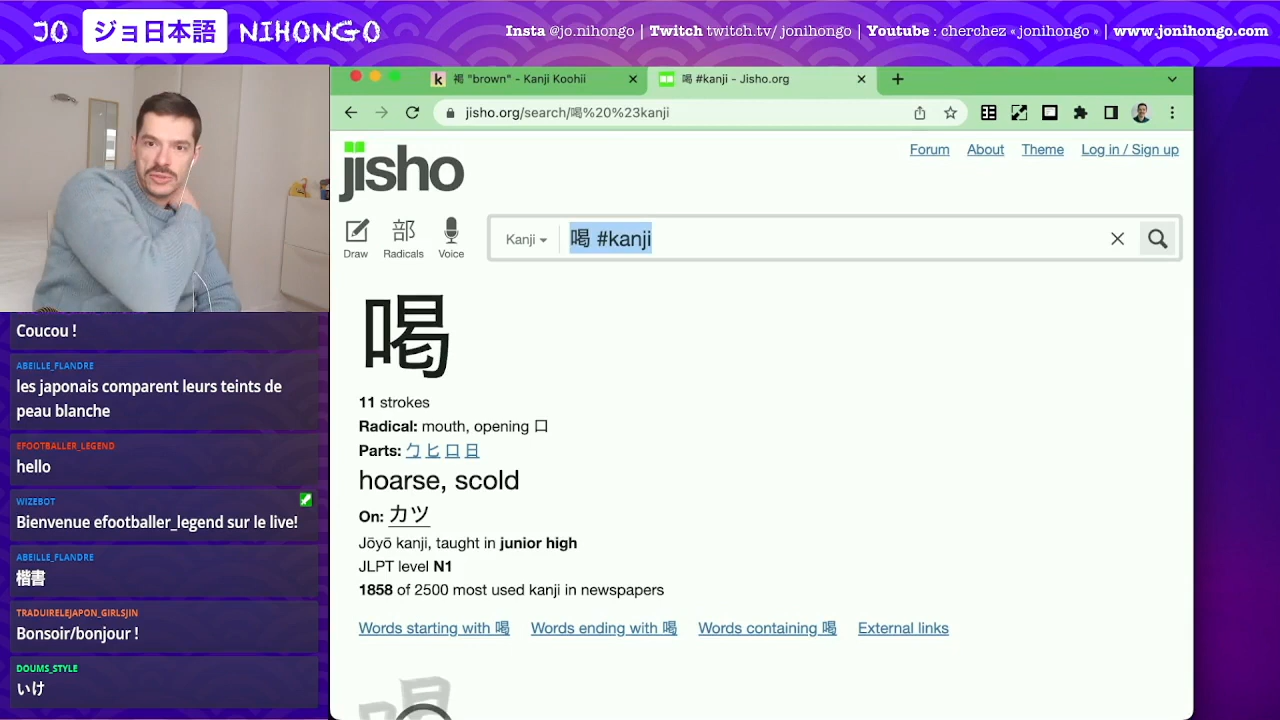 JO ジョ日本語 NIHONGO
Insta @jo.nihongo | Twitch twitch.tv/ jonihongo | Youtube : cherchez « jonihongo » | www.jonihongo.com
褐 "brown" - Kanji Koohii
喝 #kanji - Jisho.org
jisho.org/search/喝%20%23kanji
jisho
Forum About Theme Log in / Sign up
部
Draw Radicals Voice
Kanji
喝 #kanji
喝
11 strokes
Radical: mouth, opening 口
Parts: 勹 匕 口 日
hoarse, scold
On: カツ
Jōyō kanji, taught in junior high
JLPT level N1
1858 of 2500 most used kanji in newspapers
Words starting with 喝 Words ending with 喝 Words containing 喝 External links
Coucou !
ABEILLE_FLANDRE
les japonais comparent leurs teints de
peau blanche
EFOOTBALLER_LEGEND
hello
WIZEBOT
Bienvenue efootballer_legend sur le live!
ABEILLE_FLANDRE
楷書
TRADUIRELEJAPON_GIRLSJIN
Bonsoir/bonjour !
DOUMS_STYLE
いけ